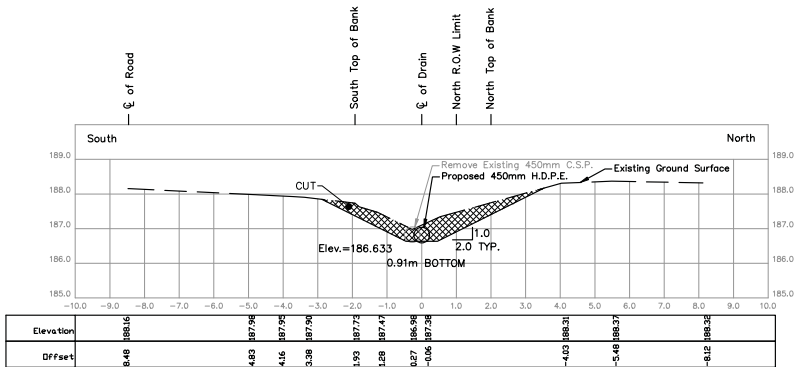 ℄ of Road
South Top of Bank
℄ of Drain
North R.O.W Limit
North Top of Bank
South
North
189.0
189.0
Remove Existing 450mm C.S.P.
Proposed 450mm H.D.P.E.
Existing Ground Surface
CUT
188.0
188.0
187.0
187.0
1.0
2.0 TYP.
Elev.=186.633
0.91m BOTTOM
186.0
186.0
185.0
185.0
-10.0 -9.0 -8.0 -7.0 -6.0 -5.0 -4.0 -3.0 -2.0 -1.0 0.0 1.0 2.0 3.0 4.0 5.0 6.0 7.0 8.0 9.0 10.0
Elevation 188.16 187.98 187.95 187.90 187.73 187.47 186.98 187.38 188.31 188.37 188.32
Offset 8.48 4.83 4.16 3.38 1.93 1.28 0.27 -0.06 -4.03 -5.48 -8.12